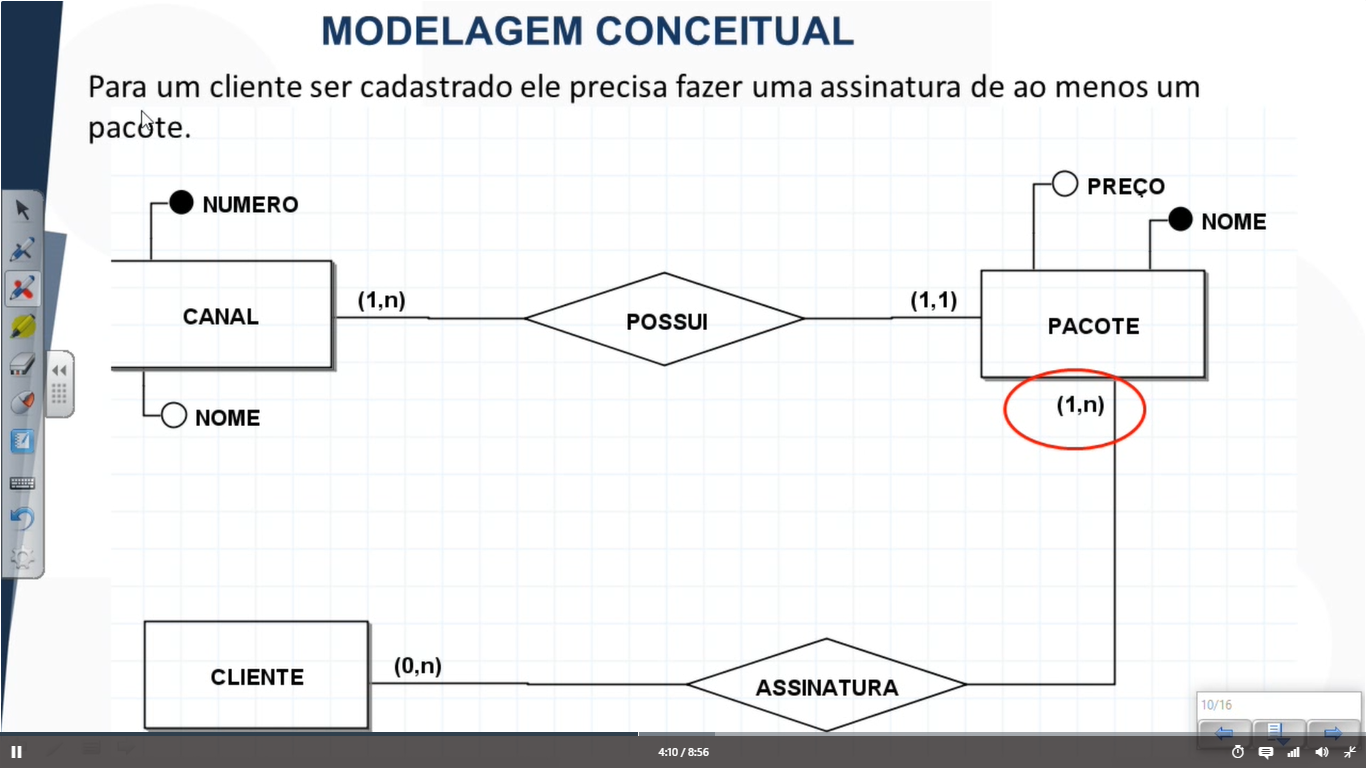 MODELAGEM CONCEITUAL
Para um cliente ser cadastrado ele precisa fazer uma assinatura de ao menos um
pacote.
PREÇO
NUMERO
NOME
(1,n)
(1,1)
CANAL
POSSUI
PACOTE
(1,n)
NOME
(0,n)
CLIENTE
ASSINATURA
10/16
4:10 / 8:56